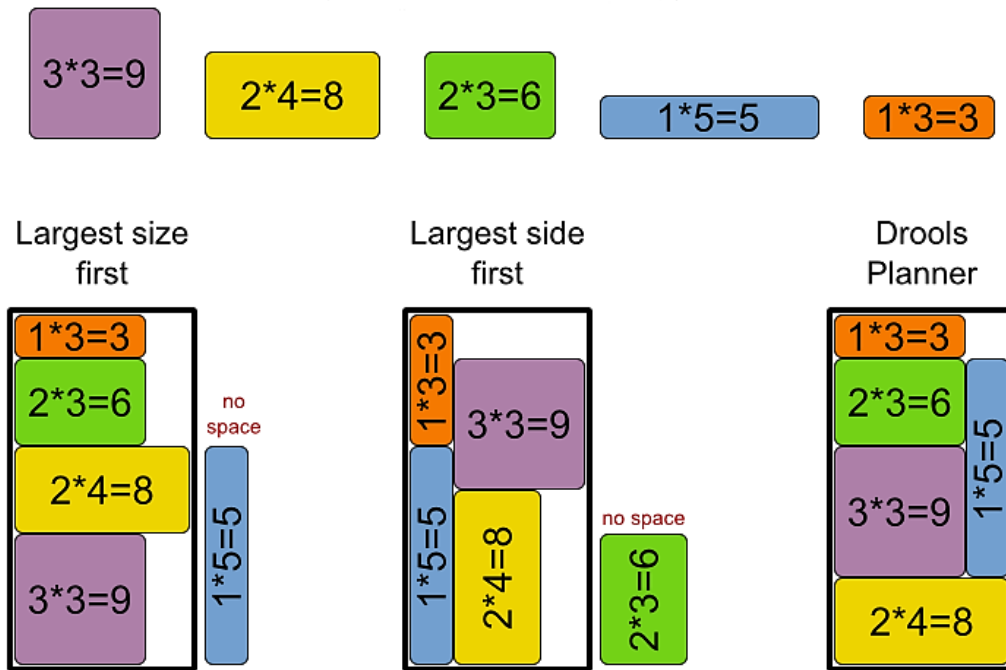 3*3=9
2*4=8
2*3=6
1*5=5
1*3=3
Largest size
first
1*3=3
2*3=6
2*4=8
3*3=9
no
space
1*5=5
Largest side
first
1*3=3
3*3=9
1*5=5
2*4=8
no space
2*3=6
Drools
Planner
1*3=3
2*3=6
3*3=9
1*5=5
2*4=8